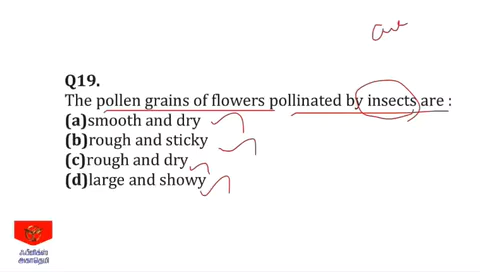 Q19.
The pollen grains of flowers pollinated by insects are :
(a)smooth and dry
(b)rough and sticky
(c)rough and dry
(d)large and showy